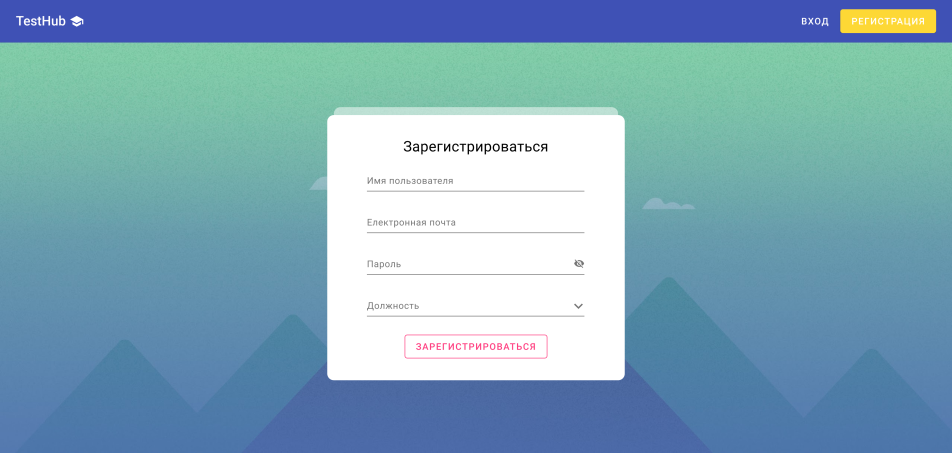 TestHub
ВХОД
РЕГИСТРАЦИЯ
Зарегистрироваться
Имя пользователя
Електронная почта
Пароль
Должность
ЗАРЕГИСТРИРОВАТЬСЯ